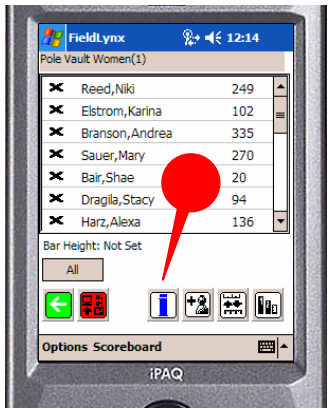 FieldLynx 12:14
Pole Vault Women(1)
Reed,Niki 249
Elstrom,Karina 102
Branson,Andrea 335
Sauer,Mary 270
Bair,Shae 20
Dragila,Stacy 94
Harz,Alexa 136
Bar Height: Not Set
All
Options Scoreboard
iPAQ